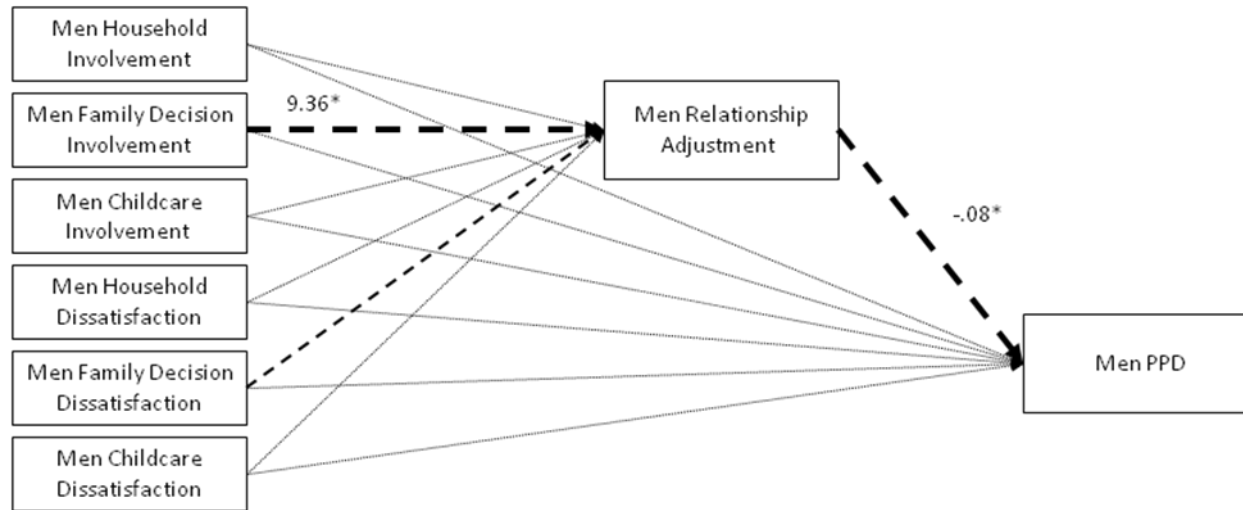 Men Household
Involvement
Men Family Decision
Involvement
Men Childcare
Involvement
Men Household
Dissatisfaction
Men Family Decision
Dissatisfaction
Men Childcare
Dissatisfaction
9.36*
Men Relationship
Adjustment
-.08*
Men PPD